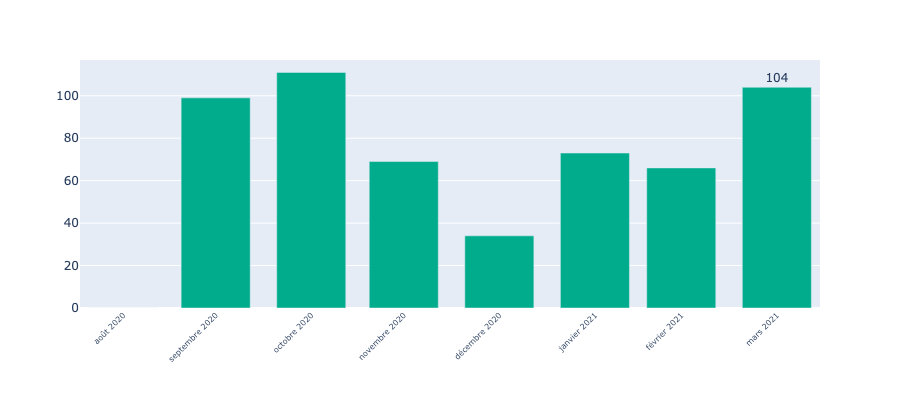 104
100
80
60
40
20
0
août 2020
septembre 2020
octobre 2020
novembre 2020
décembre 2020
janvier 2021
février 2021
mars 2021